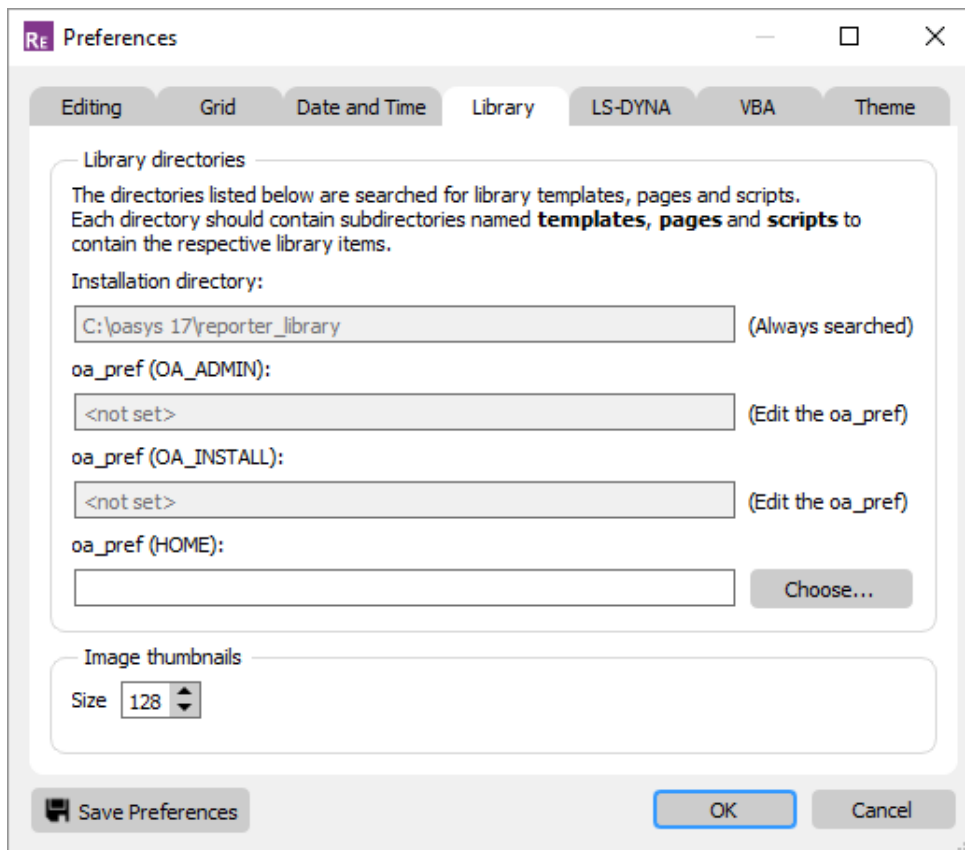 RE Preferences
Editing Grid Date and Time Library LS-DYNA VBA Theme
Library directories
The directories listed below are searched for library templates, pages and scripts.
Each directory should contain subdirectories named templates, pages and scripts to
contain the respective library items.
Installation directory:
C:\oasys 17\reporter_library (Always searched)
oa_pref (OA_ADMIN):
<not set> (Edit the oa_pref)
oa_pref (OA_INSTALL):
<not set> (Edit the oa_pref)
oa_pref (HOME):
Choose...
Image thumbnails
Size 128
Save Preferences OK Cancel